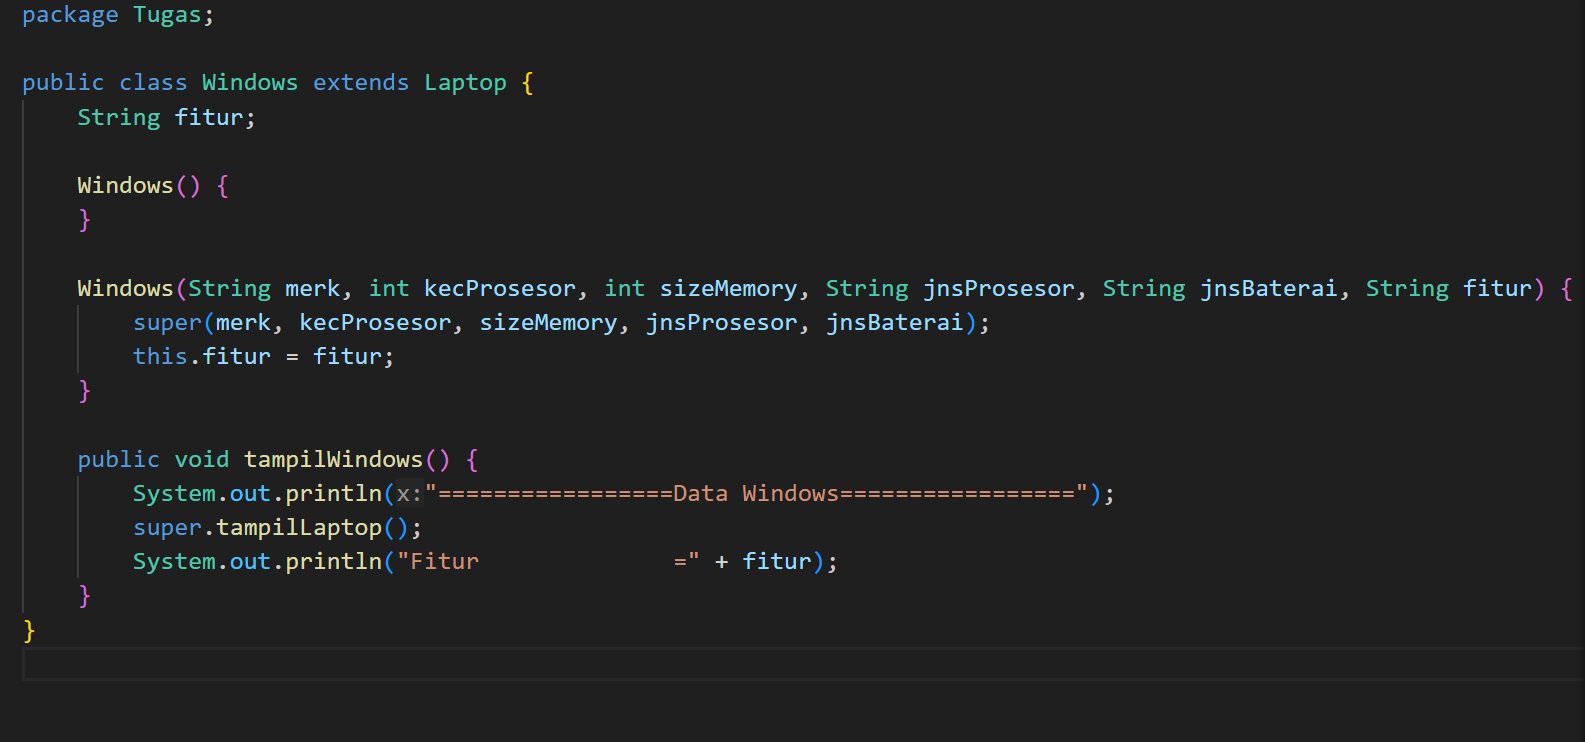 package Tugas;
public class Windows extends Laptop {
    String fitur;
    Windows() {
    }
    Windows(String merk, int kecProsesor, int sizeMemory, String jnsProsesor, String jnsBaterai, String fitur) {
        super(merk, kecProsesor, sizeMemory, jnsProsesor, jnsBaterai);
        this.fitur = fitur;
    }
    public void tampilWindows() {
        System.out.println(x:"=================Data Windows=================");
        super.tampilLaptop();
        System.out.println("Fitur              =" + fitur);
    }
}